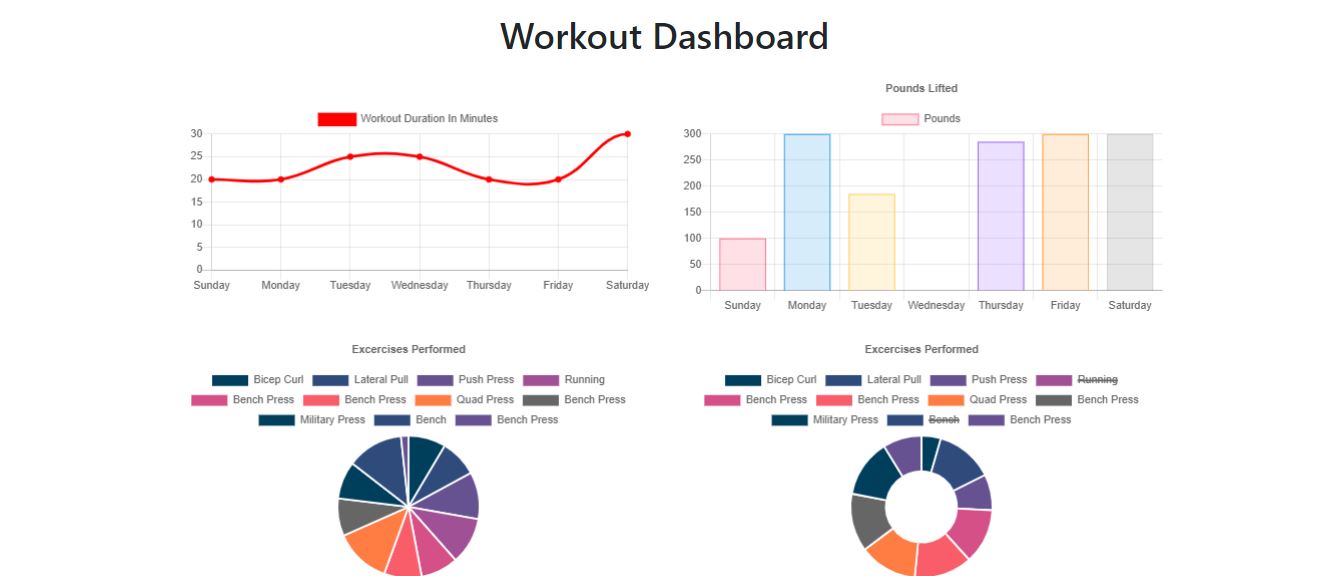 Workout Dashboard
Workout Duration In Minutes
30
25
20
15
10
5
0
Sunday Monday Tuesday Wednesday Thursday Friday Saturday
Pounds Lifted
Pounds
300
250
200
150
100
50
0
Sunday Monday Tuesday Wednesday Thursday Friday Saturday
Excercises Performed
Bicep Curl Lateral Pull Push Press Running
Bench Press Bench Press Quad Press Bench Press
Military Press Bench Bench Press
Excercises Performed
Bicep Curl Lateral Pull Push Press Running
Bench Press Bench Press Quad Press Bench Press
Military Press Bench Bench Press